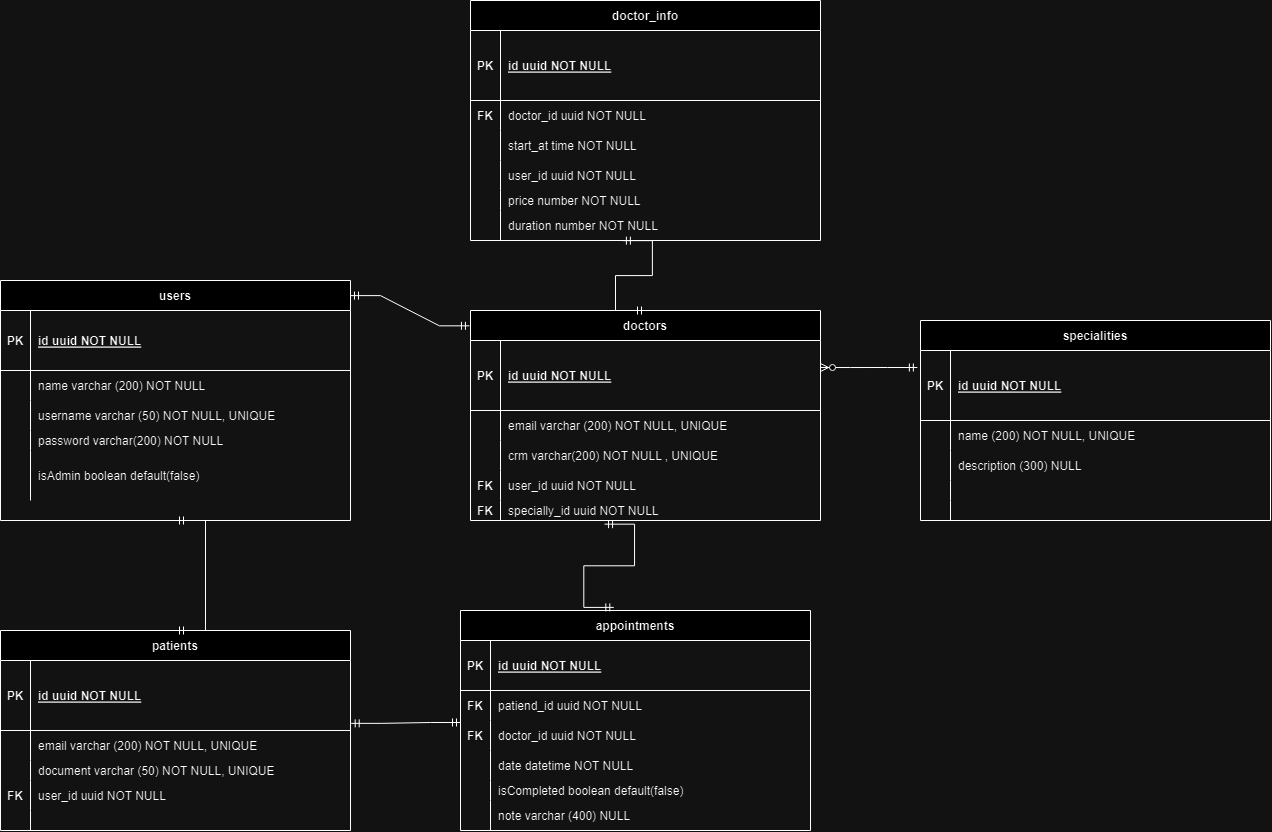 doctor_info
PK id uuid NOT NULL
FK doctor_id uuid NOT NULL
start_at time NOT NULL
user_id uuid NOT NULL
price number NOT NULL
duration number NOT NULL
users
PK id uuid NOT NULL
name varchar (200) NOT NULL
username varchar (50) NOT NULL, UNIQUE
password varchar(200) NOT NULL
isAdmin boolean default(false)
doctors
PK id uuid NOT NULL
email varchar (200) NOT NULL, UNIQUE
crm varchar(200) NOT NULL , UNIQUE
FK user_id uuid NOT NULL
FK specially_id uuid NOT NULL
specialities
PK id uuid NOT NULL
name (200) NOT NULL, UNIQUE
description (300) NULL
patients
PK id uuid NOT NULL
email varchar (200) NOT NULL, UNIQUE
document varchar (50) NOT NULL, UNIQUE
FK user_id uuid NOT NULL
appointments
PK id uuid NOT NULL
FK patiend_id uuid NOT NULL
FK doctor_id uuid NOT NULL
date datetime NOT NULL
isCompleted boolean default(false)
note varchar (400) NULL